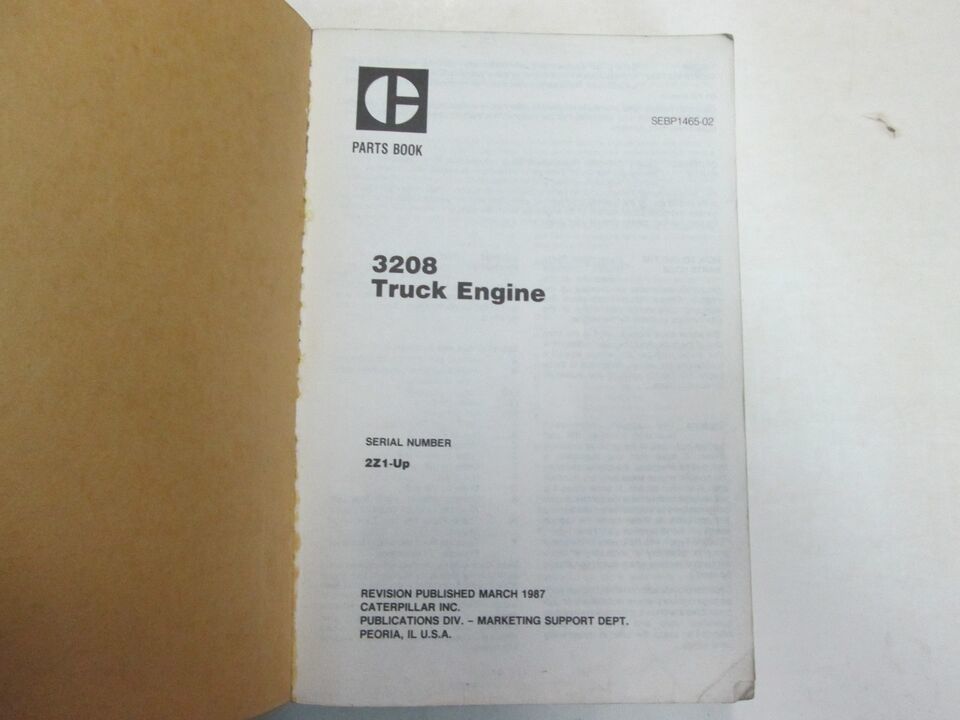 SEBP1465-02
PARTS BOOK
3208
Truck Engine
SERIAL NUMBER
2Z1-Up
REVISION PUBLISHED MARCH 1987
CATERPILLAR INC.
PUBLICATIONS DIV. – MARKETING SUPPORT DEPT.
PEORIA, IL U.S.A.